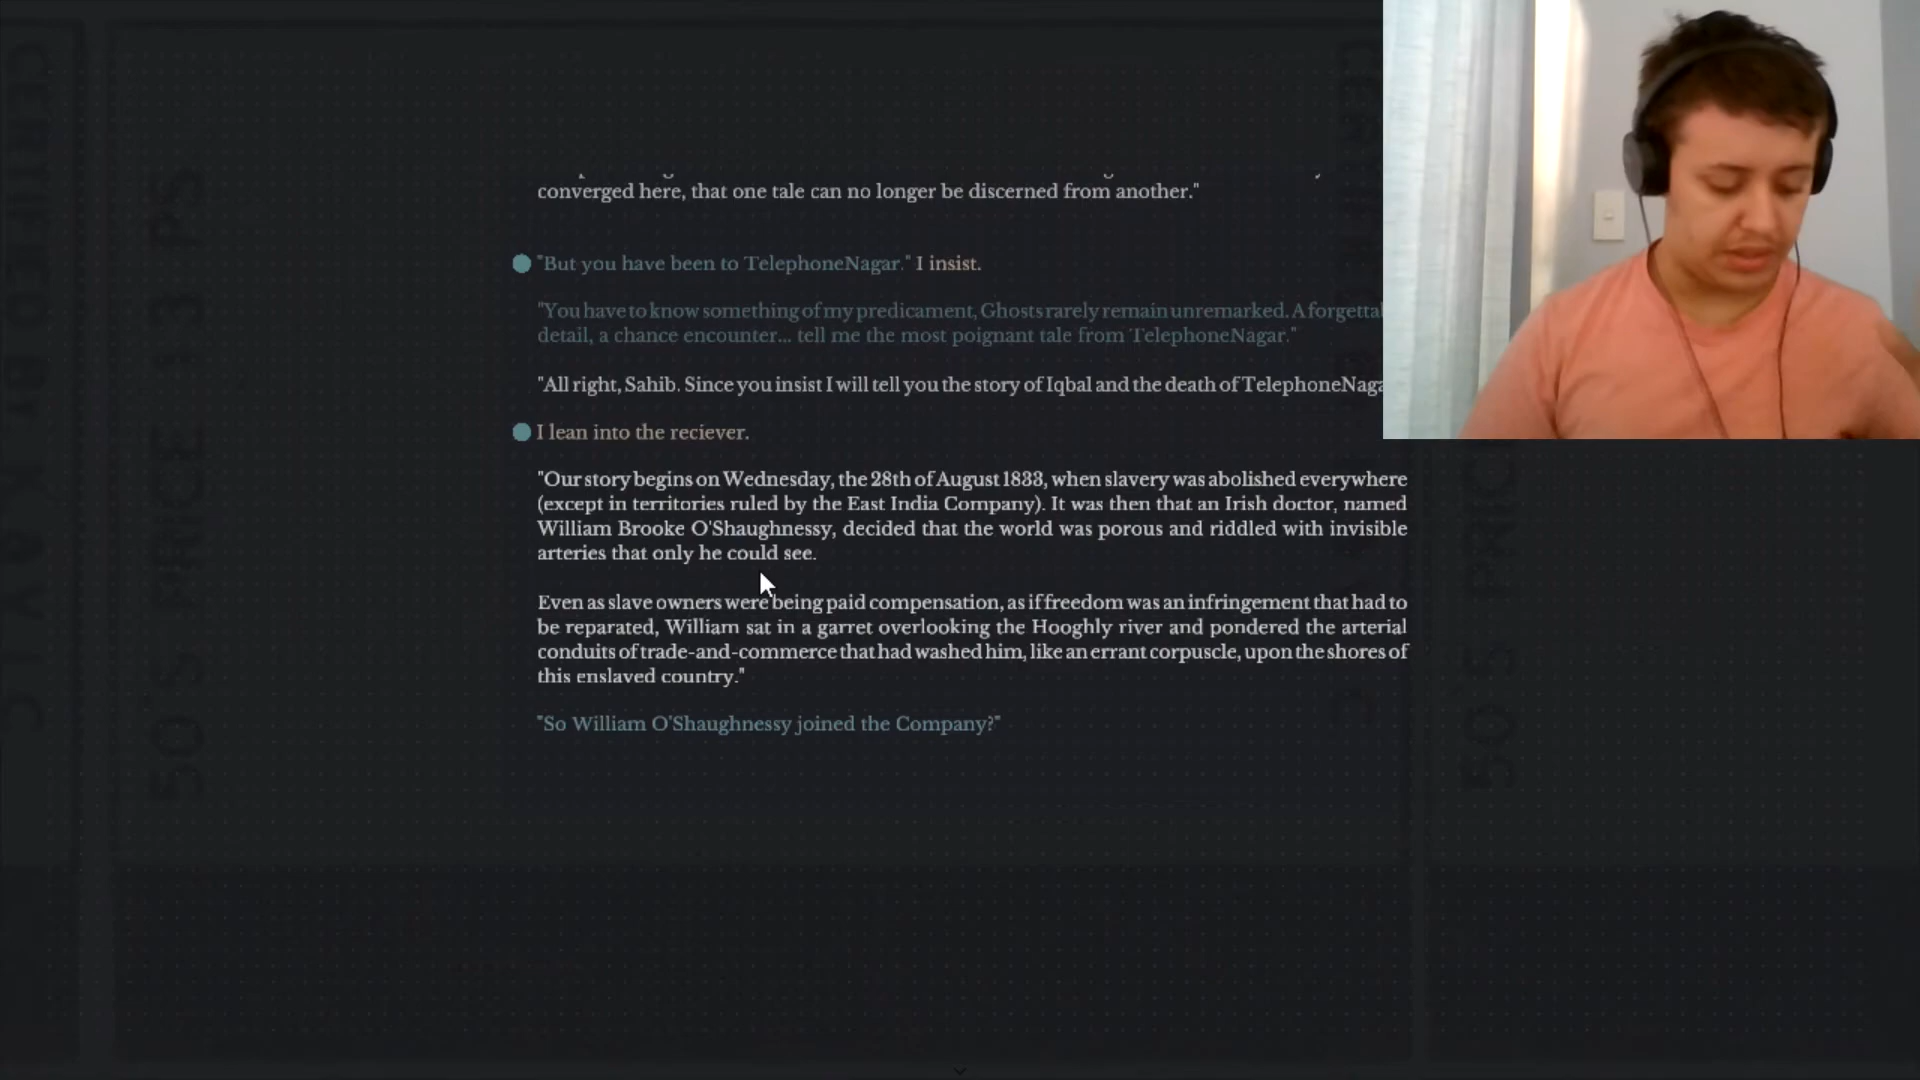 converged here, that one tale can no longer be discerned from another."
"But you have been to TelephoneNagar." I insist.
"You have to know something of my predicament, Ghosts rarely remain unremarked. A
detail, a chance encounter... tell me the most poignant tale from TelephoneNagar."
"All right, Sahib. Since you insist I will tell you the story of Iqbal and the death of
I lean into the reciever.
"Our story begins on Wednesday, the 28th of August 1833, when slavery was abolished everywhere
(except in territories ruled by the East India Company). It was then that an Irish doctor, named
William Brooke O'Shaughnessy, decided that the world was porous and riddled with invisible
arteries that only he could see.
Even as slave owners were being paid compensation, as if freedom was an infringement that had to
be reparated, William sat in a garret overlooking the Hooghly river and pondered the arterial
conduits of trade-and-commerce that had washed him, like an errant corpuscle, upon the shores of
this enslaved country."
"So William O'Shaughnessy joined the Company?"